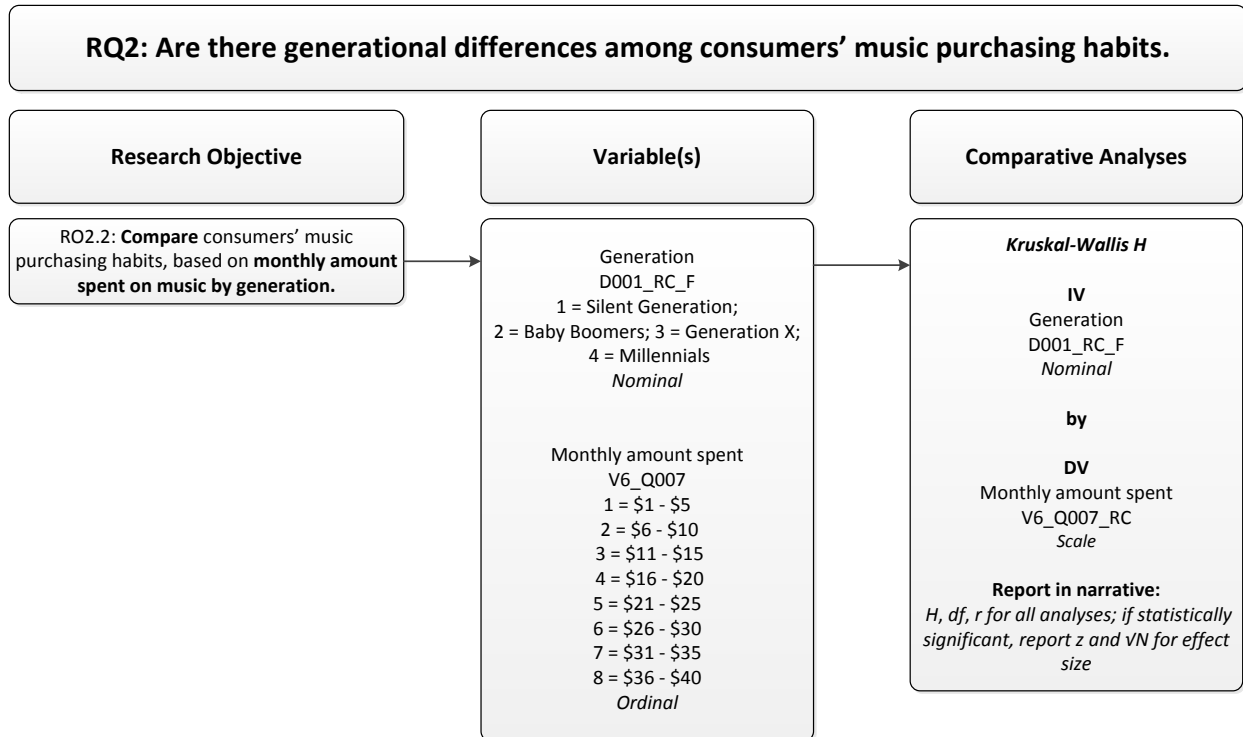 RQ2: Are there generational differences among consumers’ music purchasing habits.
Research Objective
Variable(s)
Comparative Analyses
RO2.2: Compare consumers’ music
purchasing habits, based on monthly amount
spent on music by generation.
Generation
D001_RC_F
1 = Silent Generation;
2 = Baby Boomers; 3 = Generation X;
4 = Millennials
Nominal
Monthly amount spent
V6_Q007
1 = $1 - $5
2 = $6 - $10
3 = $11 - $15
4 = $16 - $20
5 = $21 - $25
6 = $26 - $30
7 = $31 - $35
8 = $36 - $40
Ordinal
Kruskal-Wallis H
IV
Generation
D001_RC_F
Nominal
by
DV
Monthly amount spent
V6_Q007_RC
Scale
Report in narrative:
H, df, r for all analyses; if statistically
significant, report z and √N for effect
size